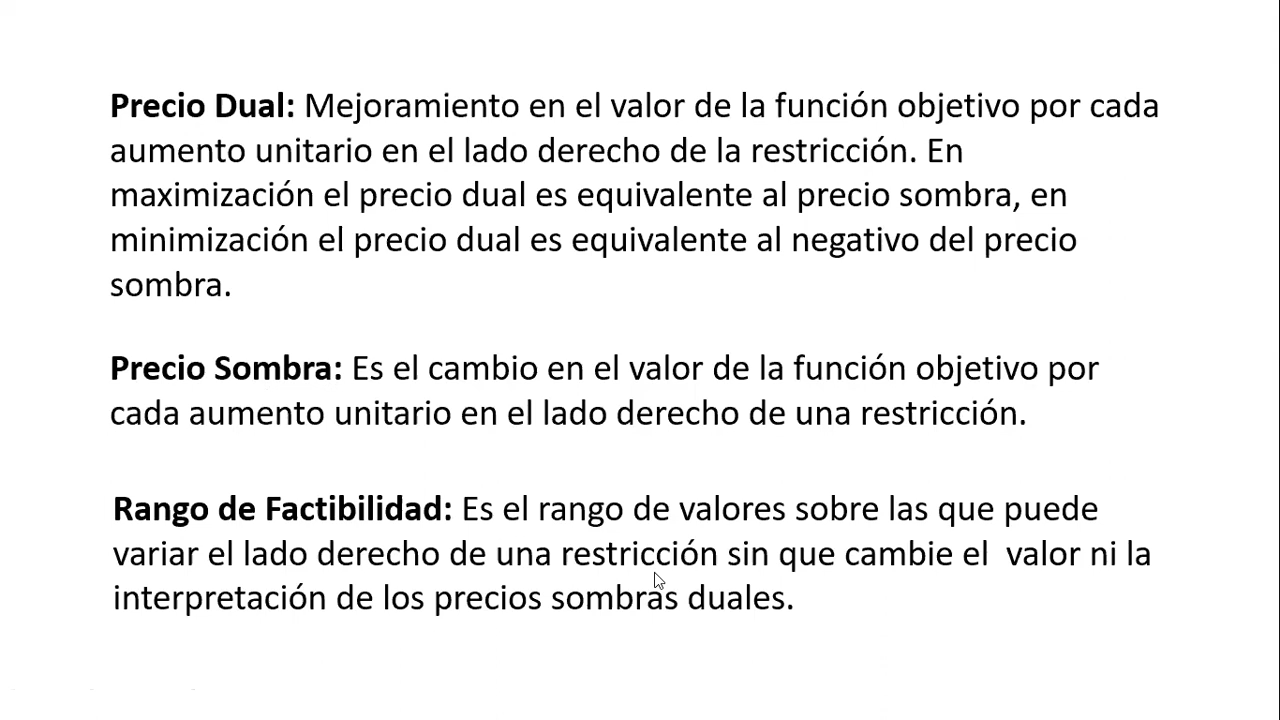 Precio Dual: Mejoramiento en el valor de la función objetivo por cada
aumento unitario en el lado derecho de la restricción. En
maximización el precio dual es equivalente al precio sombra, en
minimización el precio dual es equivalente al negativo del precio
sombra.
Precio Sombra: Es el cambio en el valor de la función objetivo por
cada aumento unitario en el lado derecho de una restricción.
Rango de Factibilidad: Es el rango de valores sobre las que puede
variar el lado derecho de una restricción sin que cambie el  valor ni la
interpretación de los precios sombras duales.